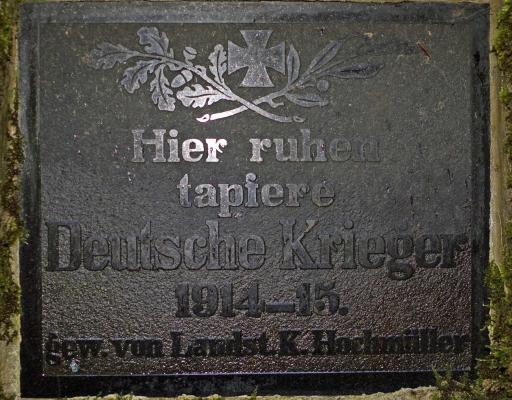 Hier ruhen
tapfere
Deutsche Krieger
1914–15.
gew. von Landst. K. Hochmüller